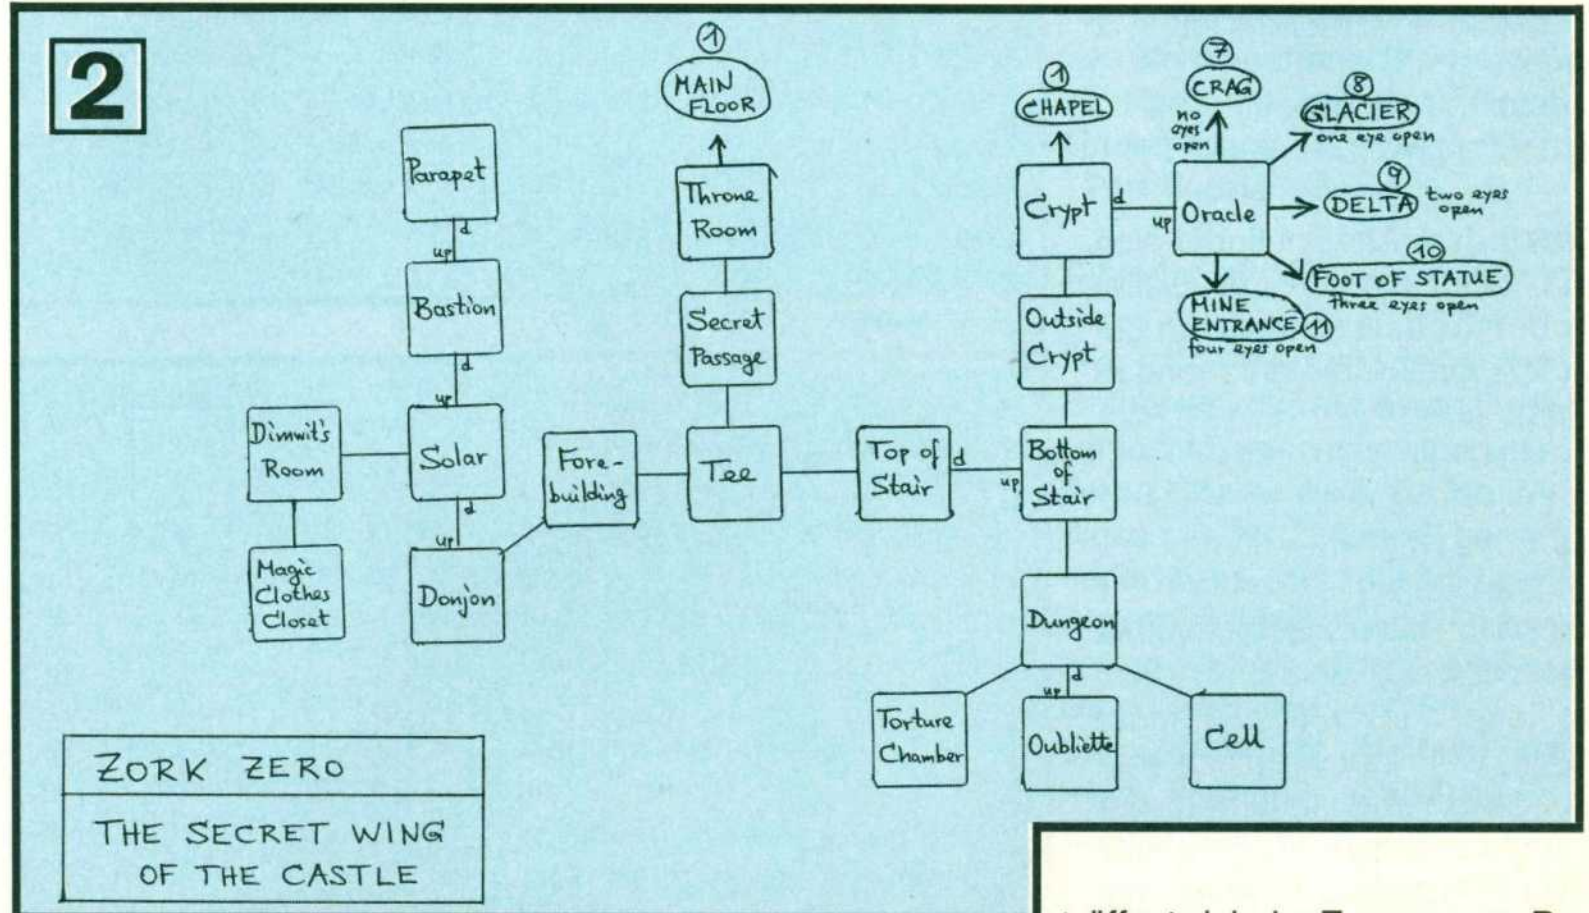 2
1
MAIN
FLOOR
1
CHAPEL
7
CRAG
no
eyes
open
8
GLACIER
one eye open
9
DELTA
two eyes
open
10
FOOT OF STATUE
three eyes open
MINE
ENTRANCE
11
four eyes open
Parapet
d
up
Bastion
d
up
Throne
Room
Secret
Passage
Crypt
d
up
Oracle
Outside
Crypt
Dimwit's
Room
Solar
d
up
Fore-
building
Tee
Top of
Stair
d
up
Bottom
of
Stair
Magic
Clothes
Closet
Donjon
Dungeon
d
up
Torture
Chamber
Oubliette
Cell
ZORK ZERO
THE SECRET WING
OF THE CASTLE